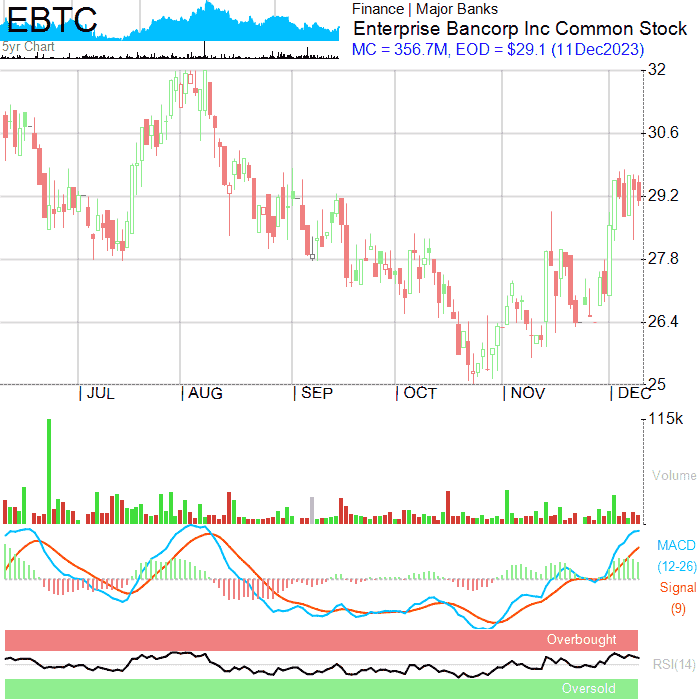 EBTC
5yr Chart
Finance | Major Banks
Enterprise Bancorp Inc Common Stock
MC = 356.7M, EOD = $29.1 (11Dec2023)
32
30.6
29.2
27.8
26.4
25
| JUL | AUG | SEP | OCT | NOV | DEC
115k
Volume
MACD
(12-26)
Signal
(9)
Overbought
RSI(14)
Oversold